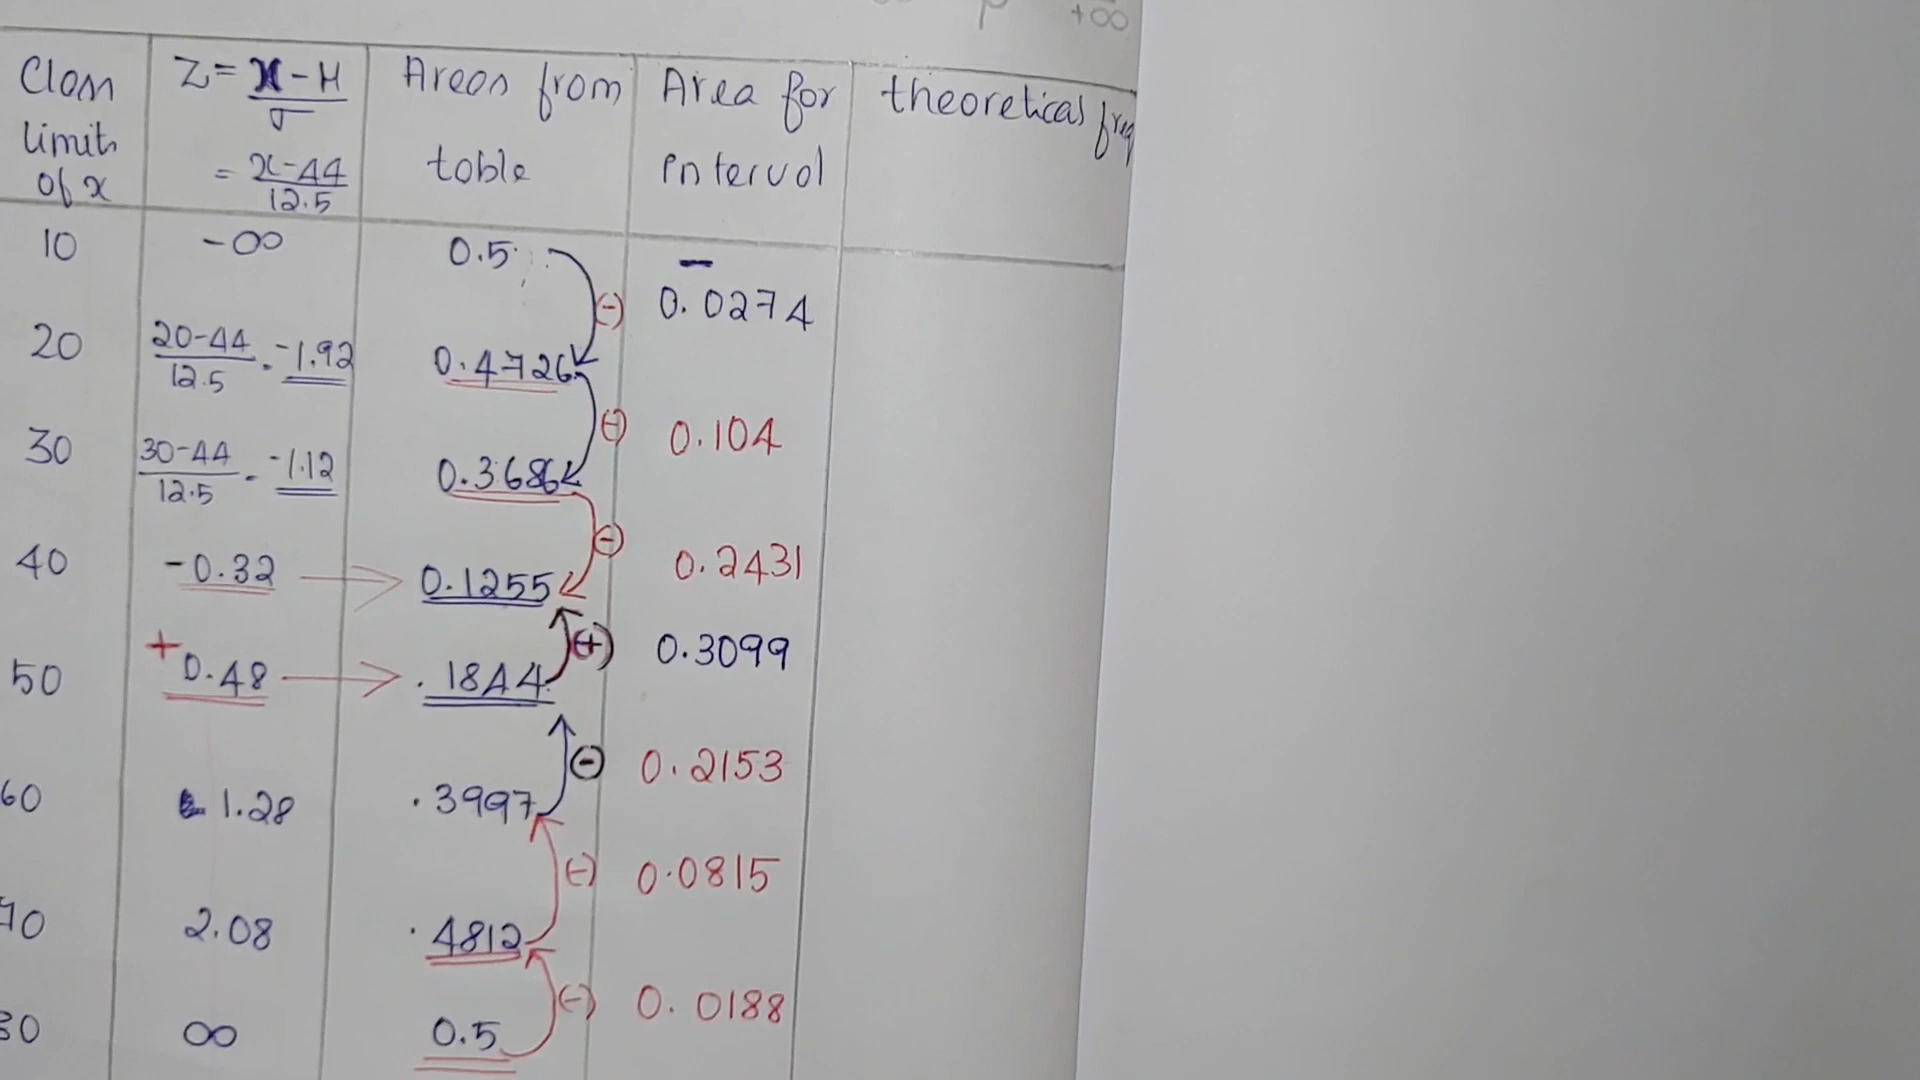 +∞
Class limits of x | Z = x-μ/σ = x-44/12.5 | Areas from table | Area for interval | theoretical freq
10 | -∞ | 0.5 | –
(-) 0.0274
20 | 20-44/12.5 = -1.92 | 0.4726
(-) 0.104
30 | 30-44/12.5 = -1.12 | 0.3686
(-) 0.2431
40 | -0.32 | 0.1255
(+) 0.3099
50 | +0.48 | .1844
(-) 0.2153
60 | 1.28 | .3997
(-) 0.0815
70 | 2.08 | .4812
(-) 0.0188
80 | ∞ | 0.5